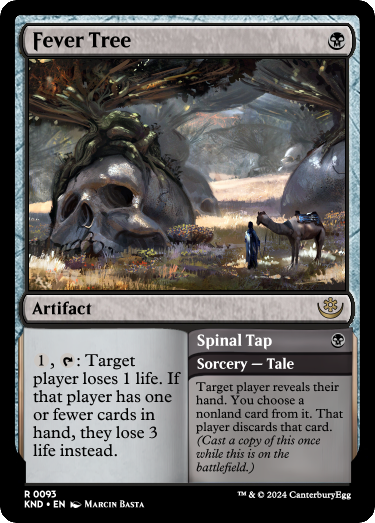 Fever Tree
Artifact
1 , T: Target
player loses 1 life. If
that player has one
or fewer cards in
hand, they lose 3
life instead.
Spinal Tap
Sorcery — Tale
Target player reveals their
hand. You choose a
nonland card from it. That
player discards that card.
(Cast a copy of this once
while this is on the
battlefield.)
R 0093
KND • EN Marcin Basta
™ & © 2024 CanterburyEgg